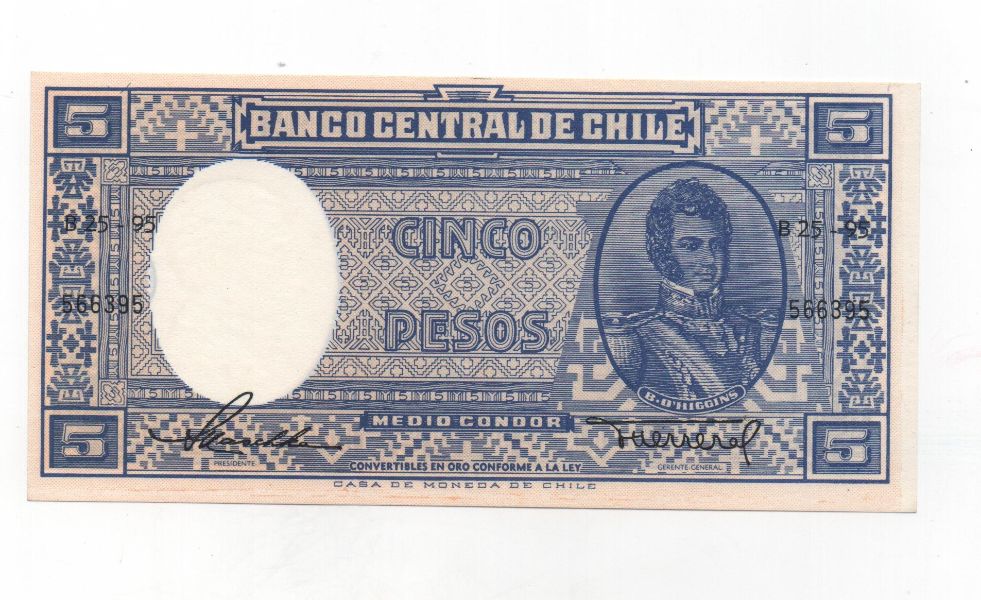 5 BANCO CENTRAL DE CHILE 5
B 25 - 95 B 25 - 95
CINCO
566395 566395
PESOS
B. O'HIGGINS
MEDIO CONDOR
5 5
PRESIDENTE GERENTE GENERAL
CONVERTIBLES EN ORO CONFORME A LA LEY
CASA DE MONEDA DE CHILE